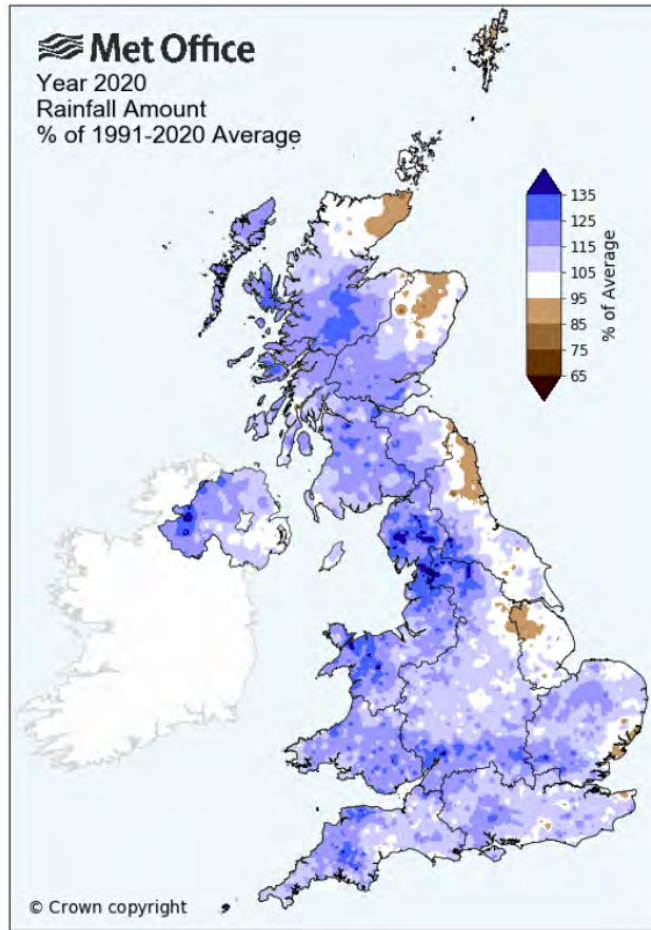 Met Office
Year 2020
Rainfall Amount
% of 1991-2020 Average
135
125
115
105
95
85
75
65
% of Average
© Crown copyright